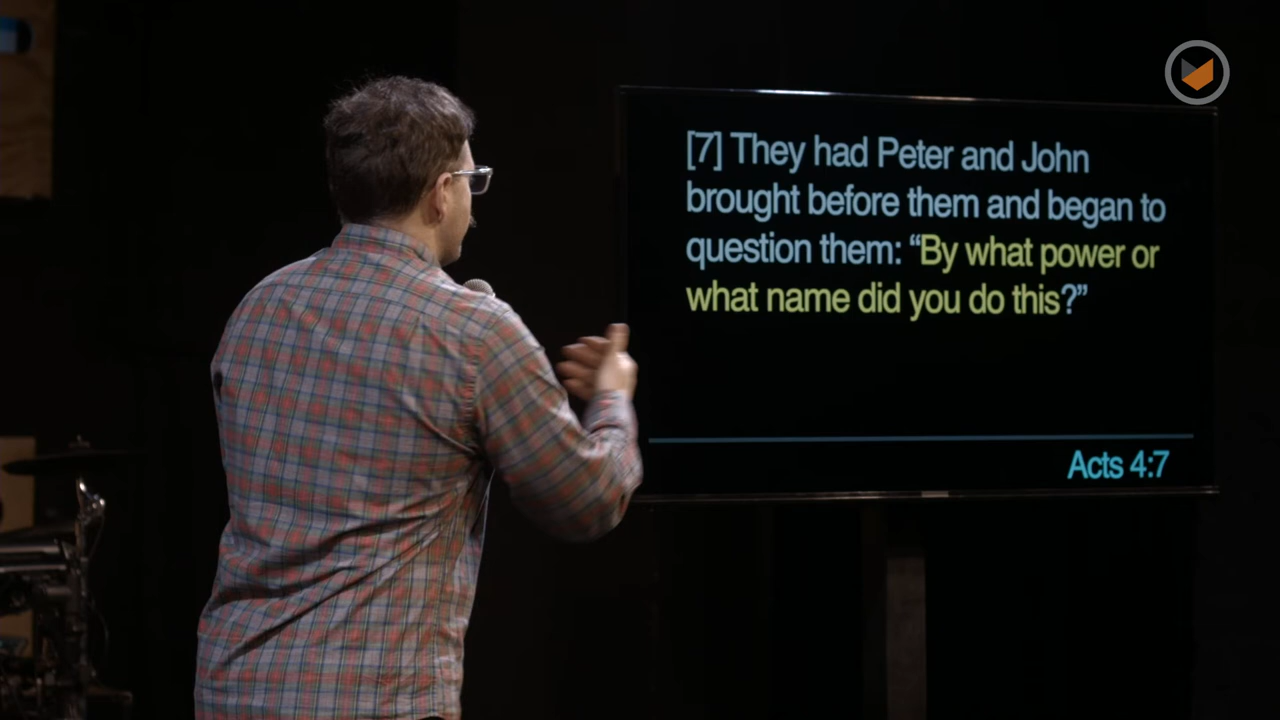 [7] They had Peter and John
brought before them and began to
question them: “By what power or
what name did you do this?”
Acts 4:7